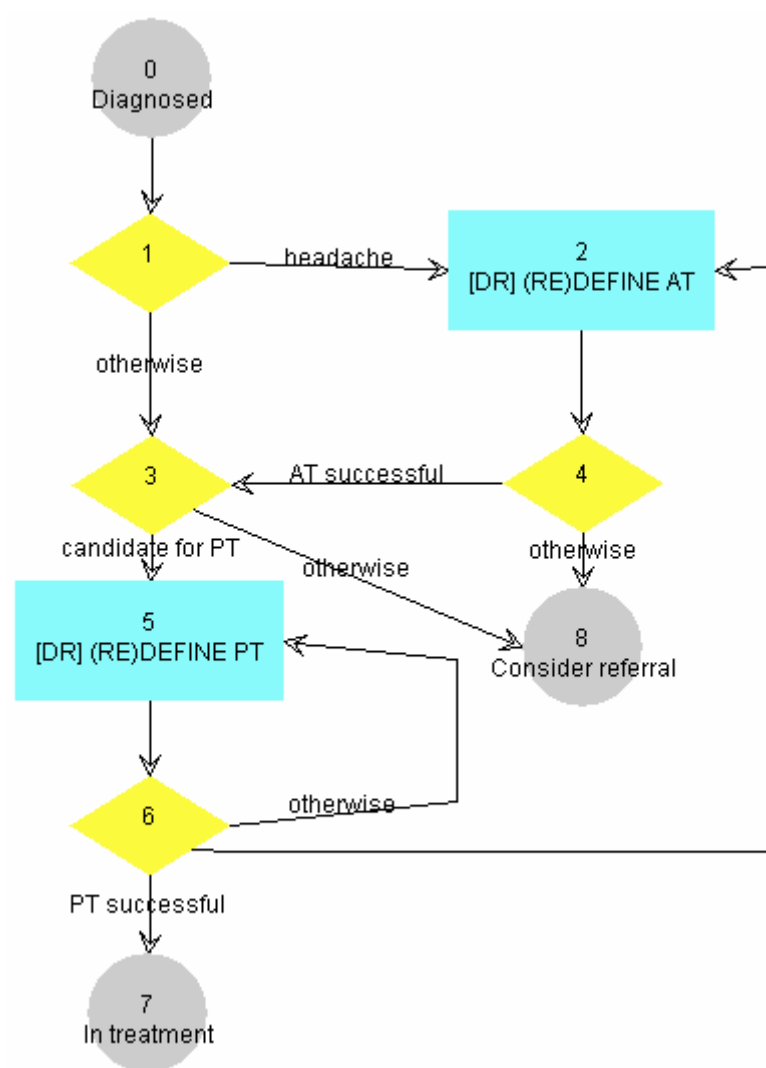 0
Diagnosed
1
headache
2
[DR] (RE)DEFINE AT
otherwise
3
AT successful
4
candidate for PT
otherwise
otherwise
5
[DR] (RE)DEFINE PT
8
Consider referral
6
otherwise
PT successful
7
In treatment